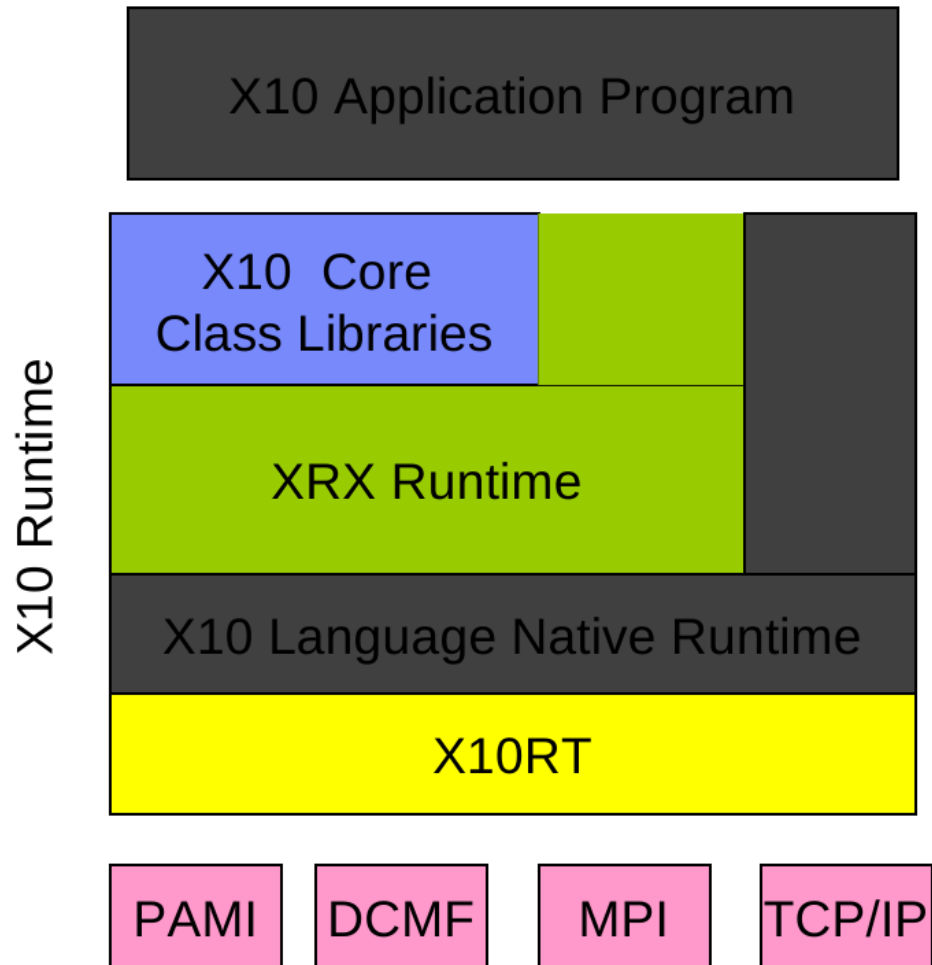 X10 Application Program
X10 Core
Class Libraries
XRX Runtime
X10 Runtime
X10 Language Native Runtime
X10RT
PAMI
DCMF
MPI
TCP/IP